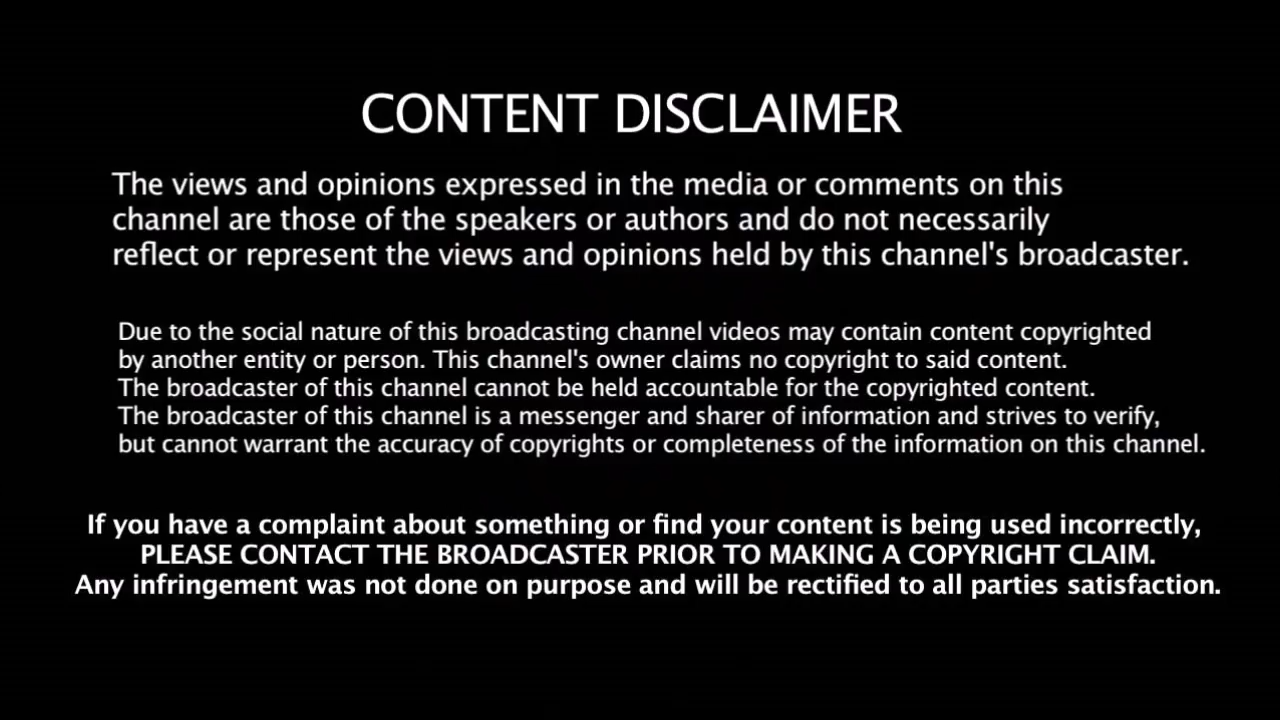 CONTENT DISCLAIMER
The views and opinions expressed in the media or comments on this
channel are those of the speakers or authors and do not necessarily
reflect or represent the views and opinions held by this channel's broadcaster.
Due to the social nature of this broadcasting channel videos may contain content copyrighted
by another entity or person. This channel's owner claims no copyright to said content.
The broadcaster of this channel cannot be held accountable for the copyrighted content.
The broadcaster of this channel is a messenger and sharer of information and strives to verify,
but cannot warrant the accuracy of copyrights or completeness of the information on this channel.
If you have a complaint about something or find your content is being used incorrectly,
PLEASE CONTACT THE BROADCASTER PRIOR TO MAKING A COPYRIGHT CLAIM.
Any infringement was not done on purpose and will be rectified to all parties satisfaction.